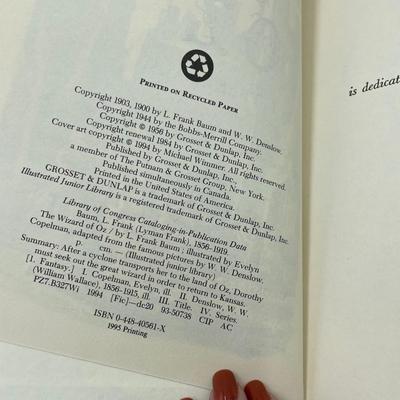 PRINTED ON RECYCLED PAPER
Copyright 1903, 1900 by L. Frank Baum and W. W. Denslow.
Copyright 1944 by the Bobbs-Merrill Company.
Copyright © 1956 by Grosset & Dunlap, Inc.
Copyright renewal 1984 by Grosset & Dunlap, Inc.
Cover art copyright © 1994 by Michael Wimmer. All rights reserved.
Published by Grosset & Dunlap, Inc.,
a member of The Putnam & Grosset Group, New York.
Published simultaneously in Canada.
Printed in the United States of America.
GROSSET & DUNLAP is a trademark of Grosset & Dunlap, Inc.
Illustrated Junior Library is a registered trademark of Grosset & Dunlap, Inc.
Library of Congress Cataloging-in-Publication Data
Baum, L. Frank (Lyman Frank), 1856-1919.
The Wizard of Oz / by L. Frank Baum ; illustrated by Evelyn
Copelman, adapted from the famous pictures by W. W. Denslow.
p. cm. — (Illustrated junior library)
Summary: After a cyclone transports her to the land of Oz, Dorothy
must seek out the great wizard in order to return to Kansas.
[1. Fantasy.] I. Copelman, Evelyn, ill. II. Denslow, W. W.
(William Wallace), 1856-1915, ill. III. Title. IV. Series.
PZ7.B327Wi 1994 [Fic]—dc20 93-50738 CIP AC
ISBN 0-448-40561-X
1995 Printing
is dedicat